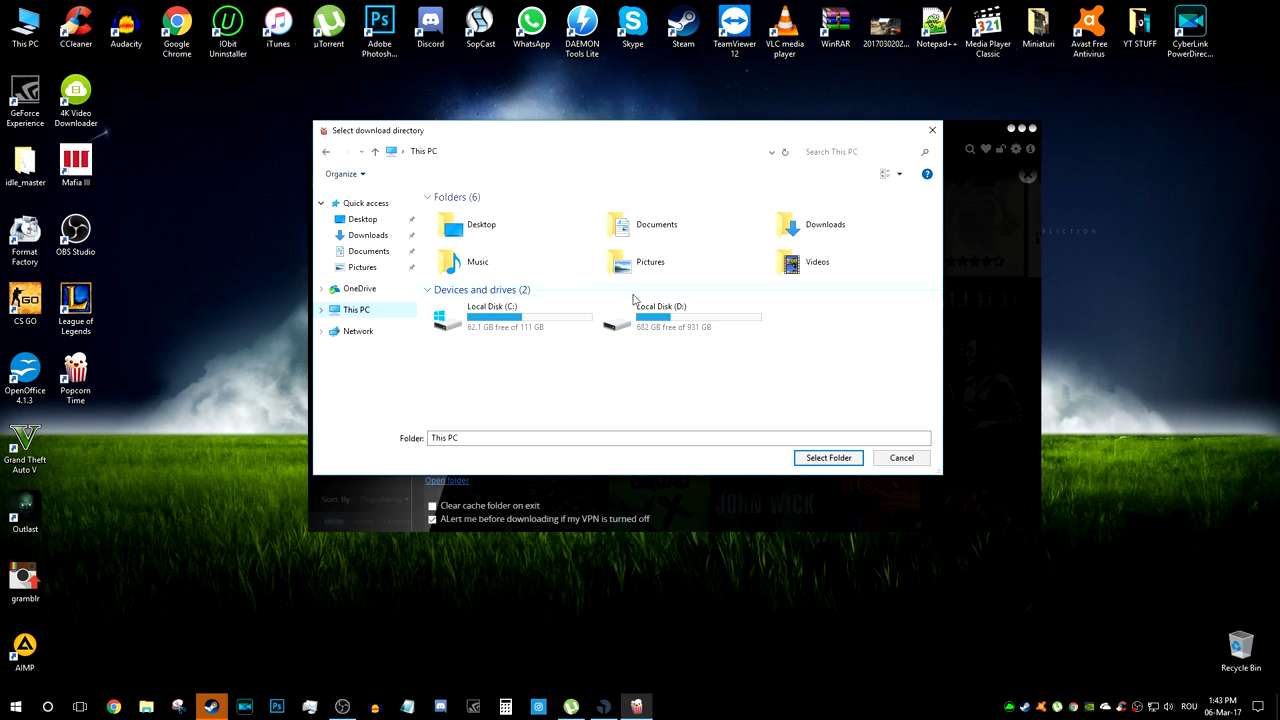 This PC
CCleaner
Audacity
Google Chrome
IObit Uninstaller
iTunes
µTorrent
Adobe Photosh...
Discord
SopCast
WhatsApp
DAEMON Tools Lite
Skype
Steam
TeamViewer 12
VLC media player
WinRAR
2017030202...
Notepad++
Media Player Classic
Miniaturi
Avast Free Antivirus
YT STUFF
CyberLink PowerDirec...
GeForce Experience
4K Video Downloader
idle_master
Mafia III
Format Factory
OBS Studio
CS GO
League of Legends
OpenOffice 4.1.3
Popcorn Time
Grand Theft Auto V
Outlast
gramblr
AIMP
Select download directory
This PC
Search This PC
Organize
Quick access
Desktop
Downloads
Documents
Pictures
OneDrive
This PC
Network
Folders (6)
Desktop
Documents
Downloads
Music
Pictures
Videos
Devices and drives (2)
Local Disk (C:)
62.1 GB free of 111 GB
Local Disk (D:)
682 GB free of 931 GB
Folder:
This PC
Select Folder
Cancel
Open folder
Sort By: Popularity
Clear cache folder on exit
ALert me before downloading if my VPN is turned off
JOHN WICK
Recycle Bin
ROU
1:43 PM
06-Mar-17